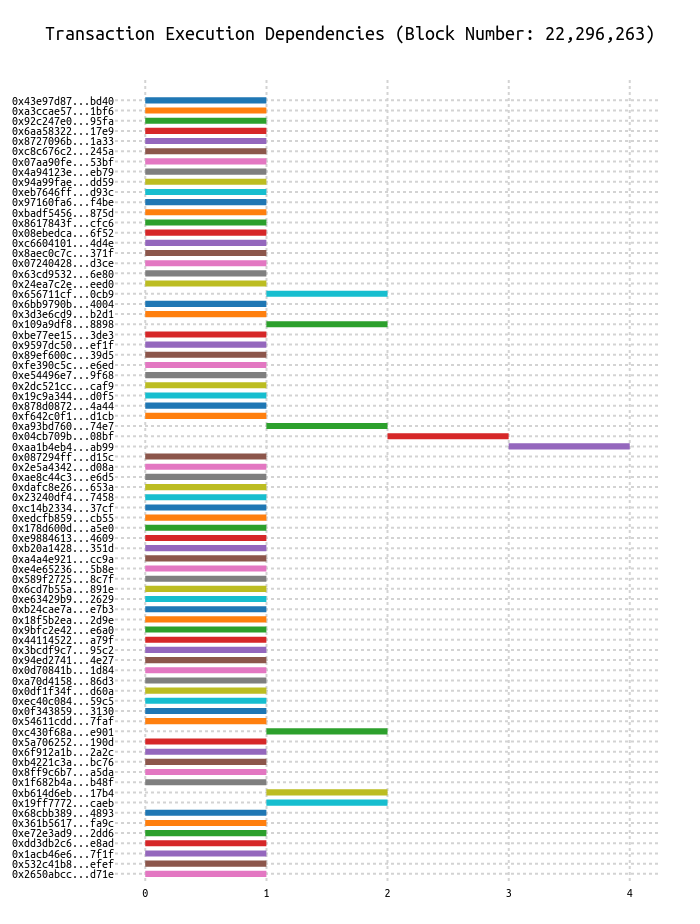 Transaction Execution Dependencies (Block Number: 22,296,263)
0x43e97d87...bd40
0xa3ccae57...1bf6
0x92c247e0...95fa
0x6aa58322...17e9
0x8727096b...1a33
0xc8c676c2...245a
0x07aa90fe...53bf
0x4a94123e...eb79
0x94a99fae...dd59
0xeb7646ff...d93c
0x97160fa6...f4be
0xbadf5456...875d
0x8617843f...cfc6
0x08ebedca...6f52
0xc6604101...4d4e
0x8aec0c7c...371f
0x07240428...d3ce
0x63cd9532...6e80
0x24ea7c2e...eed0
0x656711cf...0cb9
0x6bb9790b...4004
0x3d3e6cd9...b2d1
0x109a9df8...8898
0xbe77ee15...3de3
0x9597dc50...ef1f
0x89ef600c...39d5
0xfe390c5c...e6ed
0xe54496e7...9f68
0x2dc521cc...caf9
0x19c9a344...d0f5
0x878d0872...4a44
0xf642c0f1...d1cb
0xa93bd760...74e7
0x04cb709b...08bf
0xaa1b4eb4...ab99
0x087294ff...d15c
0x2e5a4342...d08a
0xae8c44c3...e6d5
0xdafc8e26...653a
0x23240df4...7458
0xc14b2334...37cf
0xedcfb859...cb55
0x178d600d...a5e0
0xe9884613...4609
0xb20a1428...351d
0xa4a4e921...cc9a
0xe4e65236...5b8e
0x589f2725...8c7f
0x6cd7b55a...891e
0xe63429b9...2629
0xb24cae7a...e7b3
0x18f5b2ea...2d9e
0x9bfc2e42...e6a0
0x44114522...a79f
0x3bcdf9c7...95c2
0x94ed2741...4e27
0x0d70841b...1d84
0xa70d4158...86d3
0x0df1f34f...d60a
0xec40c084...59c5
0x0f343859...3130
0x54611cdd...7faf
0xc430f68a...e901
0x5a706252...190d
0x6f912a1b...2a2c
0xb4221c3a...bc76
0x8ff9c6b7...a5da
0x1f682b4a...b48f
0xb614d6eb...17b4
0x19ff7772...caeb
0x68cbb389...4893
0x361b5617...fa9c
0xe72e3ad9...2dd6
0xdd3db2c6...e8ad
0x1acb46e6...7f1f
0x532c41b8...efef
0x2650abcc...d71e
0 1 2 3 4